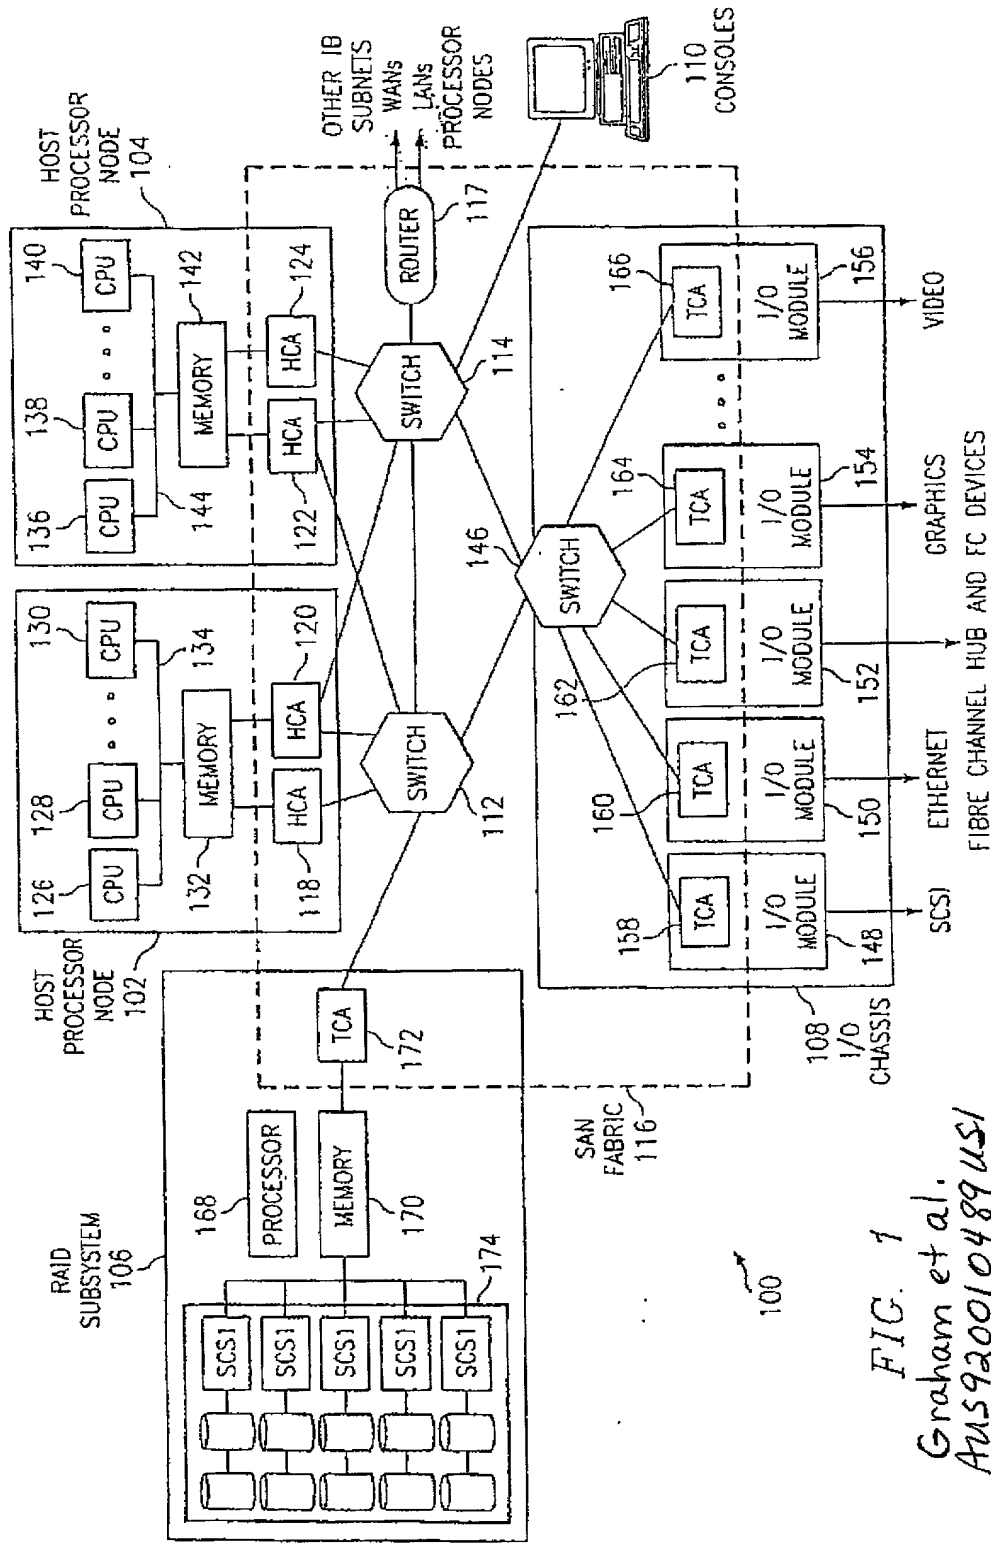 HOST
PROCESSOR
NODE
102
126
CPU
128
CPU
130
CPU
134
132
MEMORY
118
HCA
120
HCA
HOST
PROCESSOR
NODE
104
136
CPU
138
CPU
140
CPU
144
MEMORY
142
122
HCA
HCA
124
RAID
SUBSYSTEM
106
168
PROCESSOR
MEMORY
170
TCA
172
174
SCS1
SCS1
SCS1
SCS1
SCS1
SWITCH
112
SWITCH
114
ROUTER
117
OTHER IB
SUBNETS
WANs
LANs
PROCESSOR
NODES
110
CONSOLES
SAN
FABRIC
116
146
SWITCH
158
TCA
I/O
MODULE
148
160
TCA
I/O
MODULE
150
162
TCA
I/O
MODULE
152
164
TCA
I/O
MODULE
154
166
TCA
I/O
MODULE
156
108
I/O
CHASSIS
SCSI
ETHERNET
FIBRE CHANNEL HUB AND FC DEVICES
GRAPHICS
VIDEO
100
FIG. 1
Graham et al.
AUS920010489US1